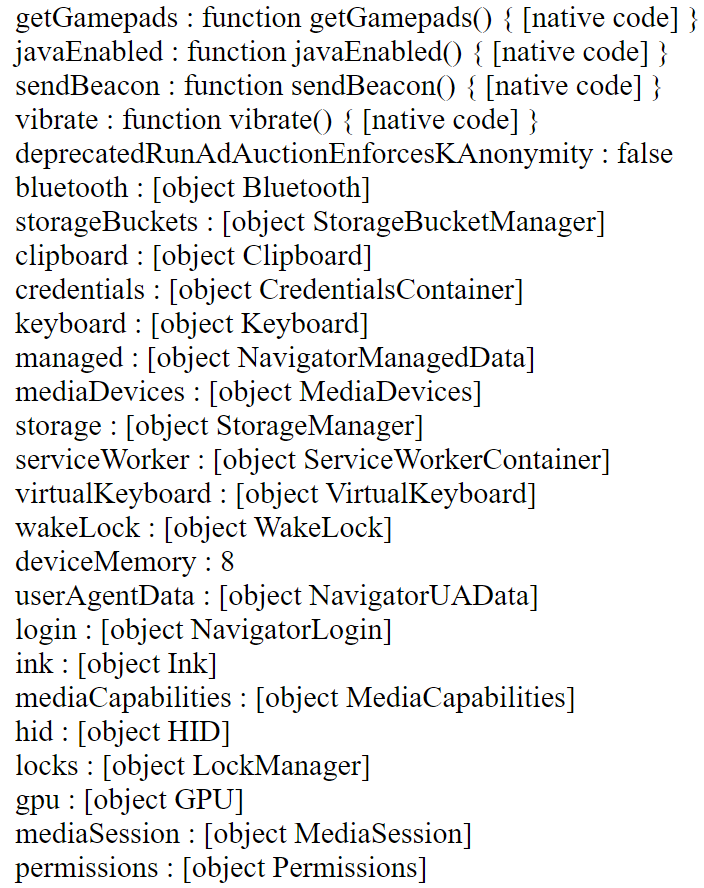 getGamepads : function getGamepads() { [native code] }
javaEnabled : function javaEnabled() { [native code] }
sendBeacon : function sendBeacon() { [native code] }
vibrate : function vibrate() { [native code] }
deprecatedRunAdAuctionEnforcesKAnonymity : false
bluetooth : [object Bluetooth]
storageBuckets : [object StorageBucketManager]
clipboard : [object Clipboard]
credentials : [object CredentialsContainer]
keyboard : [object Keyboard]
managed : [object NavigatorManagedData]
mediaDevices : [object MediaDevices]
storage : [object StorageManager]
serviceWorker : [object ServiceWorkerContainer]
virtualKeyboard : [object VirtualKeyboard]
wakeLock : [object WakeLock]
deviceMemory : 8
userAgentData : [object NavigatorUAData]
login : [object NavigatorLogin]
ink : [object Ink]
mediaCapabilities : [object MediaCapabilities]
hid : [object HID]
locks : [object LockManager]
gpu : [object GPU]
mediaSession : [object MediaSession]
permissions : [object Permissions]